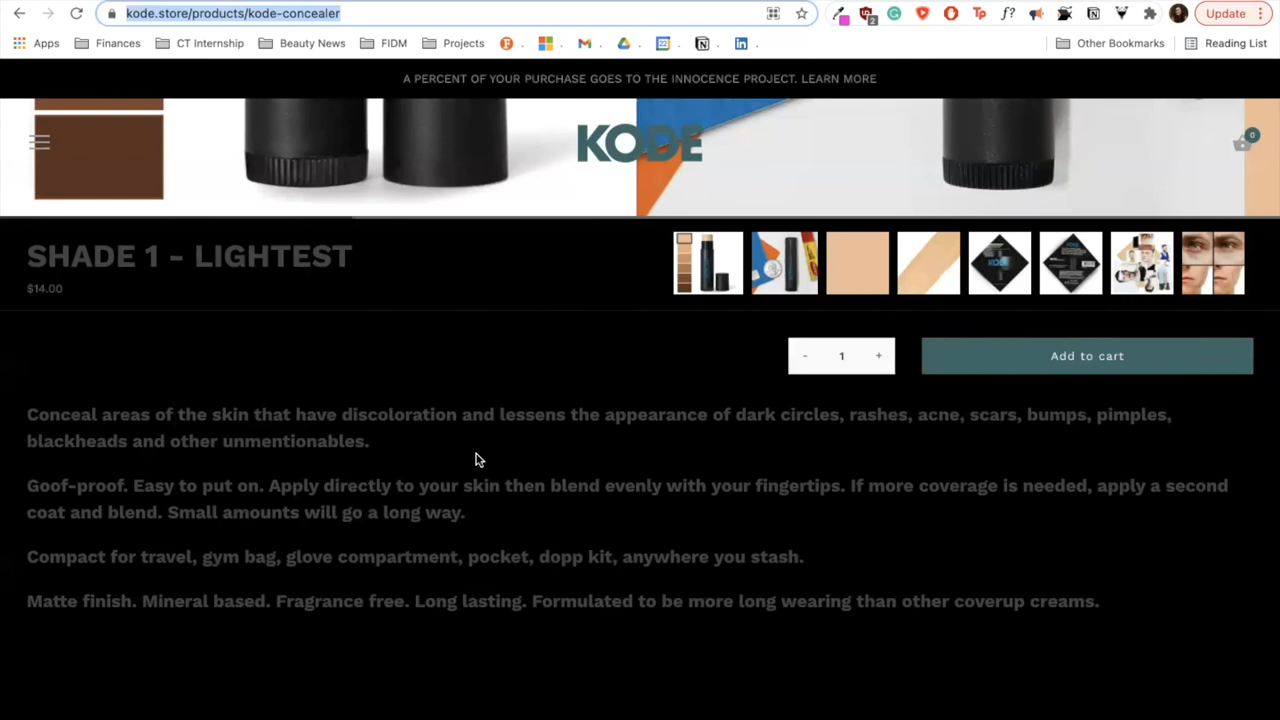 kode.store/products/kode-concealer
2
Tp
f?
Update
Apps
Finances
CT Internship
Beauty News
FIDM
Projects
Other Bookmarks
Reading List
A PERCENT OF YOUR PURCHASE GOES TO THE INNOCENCE PROJECT. LEARN MORE
KODE
0
SHADE 1 - LIGHTEST
$14.00
- 1 +
Add to cart
Conceal areas of the skin that have discoloration and lessens the appearance of dark circles, rashes, acne, scars, bumps, pimples,
blackheads and other unmentionables.
Goof-proof. Easy to put on. Apply directly to your skin then blend evenly with your fingertips. If more coverage is needed, apply a second
coat and blend. Small amounts will go a long way.
Compact for travel, gym bag, glove compartment, pocket, dopp kit, anywhere you stash.
Matte finish. Mineral based. Fragrance free. Long lasting. Formulated to be more long wearing than other coverup creams.